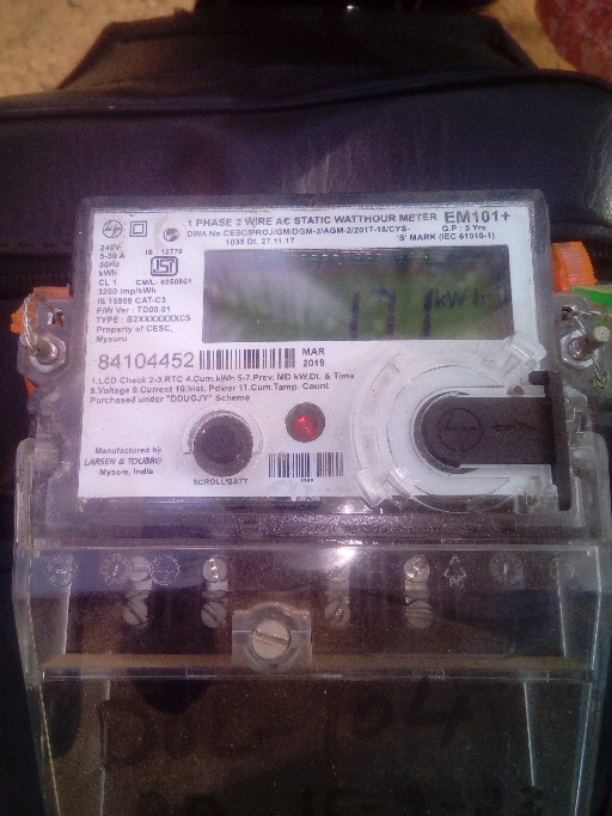 1 PHASE 2 WIRE AC STATIC WATTHOUR METER EM101+
DWA No.CESC/PROJ/GM/DGM-2/AGM-2/2017-18/CYS- G.P : 5 Yrs
1035 Dt. 27.11.17 'S' MARK (IEC 61010-1)
240V~
5-30 A
50Hz
kWh
CL 1
3200 imp/kWh
IS 15959 CAT-C3
F/W Ver : TD00.01
TYPE : B2XXXXXXXC5
Property of CESC,
Mysuru
IS : 13779
ISI
CM/L-
kWh
84104452
MAR
2019
1.LCD Check 2-3.RTC 4.Cum.kWh 5-7.Prev. MD kW,Dt. & Time
8.Voltage 9.Current 10.Inst. Power 11.Cum.Tamp. Count
Purchased under "DDUGJY" Scheme
Manufactured by
LARSEN & TOUBRO
Mysore, India
SCROLL/BATT
104